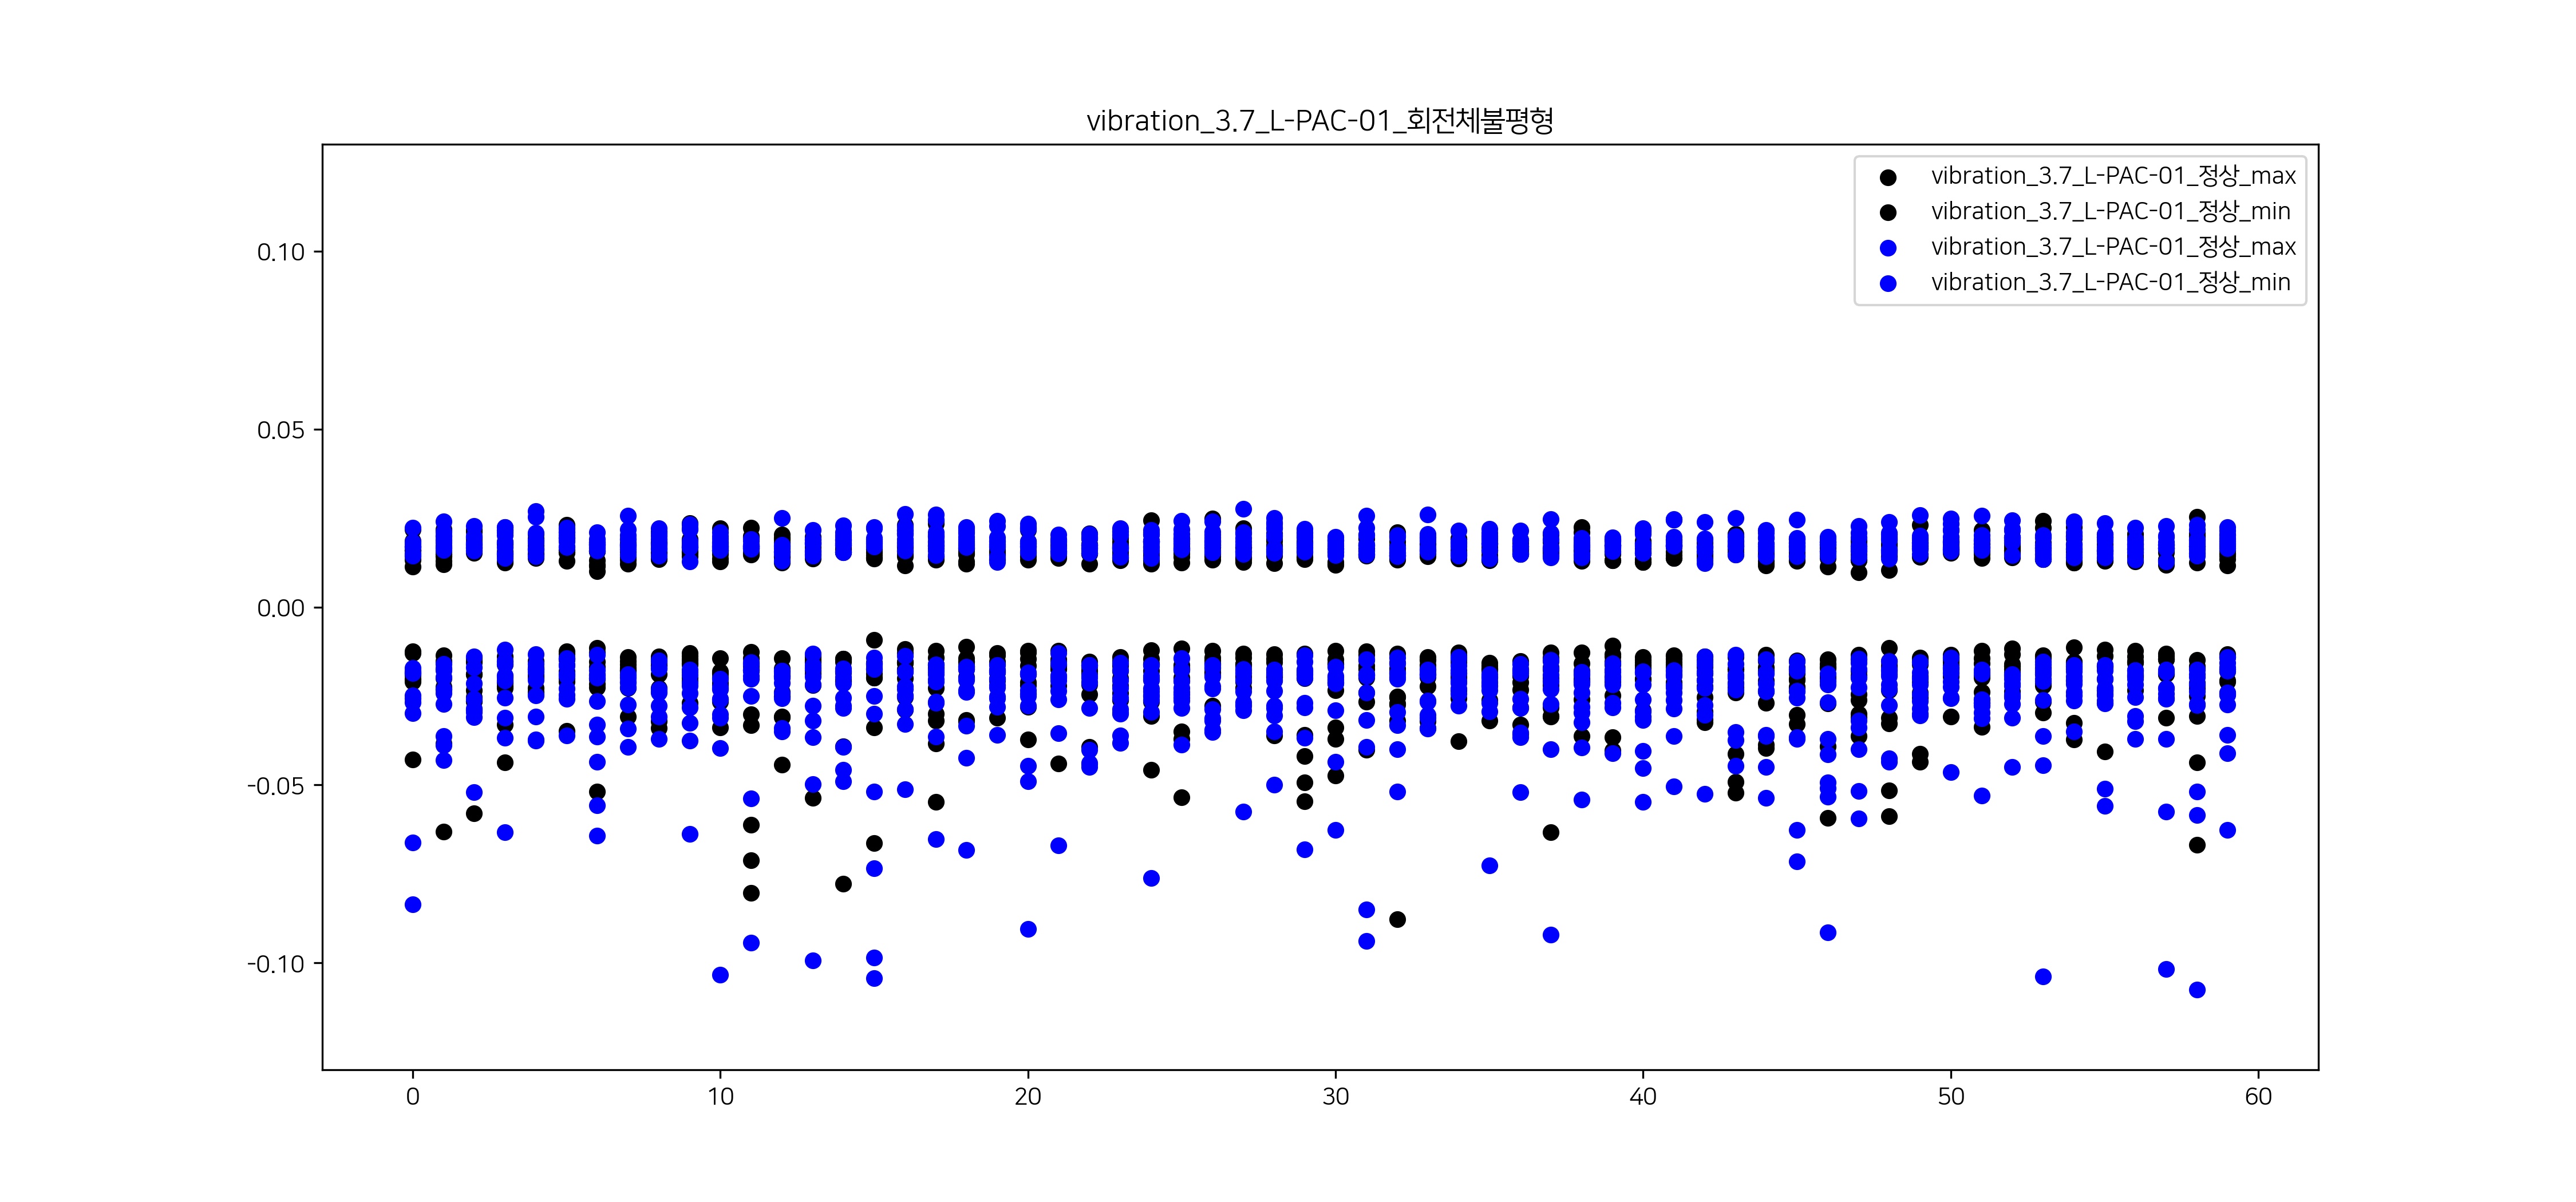 vibration_3.7_L-PAC-01_회전체불평형
vibration_3.7_L-PAC-01_정상_max
vibration_3.7_L-PAC-01_정상_min
vibration_3.7_L-PAC-01_정상_max
vibration_3.7_L-PAC-01_정상_min
0.10
0.05
0.00
-0.05
-0.10
0 10 20 30 40 50 60